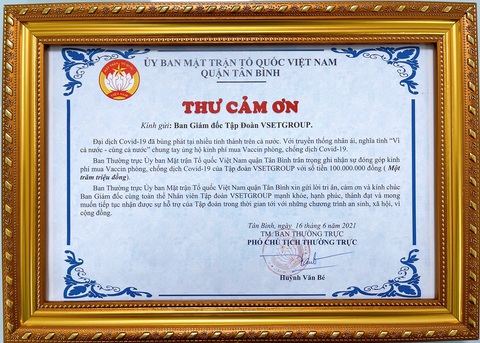 ỦY BAN MẶT TRẬN TỔ QUỐC VIỆT NAM
QUẬN TÂN BÌNH
THƯ CẢM ƠN
Kính gửi: Ban Giám đốc Tập Đoàn VSETGROUP.
Đại dịch Covid-19 đã bùng phát tại nhiều tỉnh thành trên cả nước. Với truyền thống nhân ái, nghĩa tình “Vì
cả nước - cùng cả nước” chung tay ủng hộ kinh phí mua Vaccin phòng, chống dịch Covid-19.
Ban Thường trực Ủy ban Mặt trận Tổ quốc Việt Nam quận Tân Bình trân trọng ghi nhận sự đóng góp kinh
phí mua Vaccin phòng, chống dịch Covid-19 của Tập đoàn VSETGROUP với số tiền 100.000.000 đồng ( Một
trăm triệu đồng).
Ban Thường trực Ủy ban Mặt trận Tổ quốc Việt Nam quận Tân Bình xin gửi lời tri ân, cảm ơn và kính chúc
Ban Giám đốc cùng toàn thể Nhân viên Tập đoàn VSETGROUP mạnh khỏe, hạnh phúc, thành đạt và mong
muốn tiếp tục nhận được sự hỗ trợ của Tập đoàn trong thời gian tới với những chương trình an sinh, xã hội, vì
cộng đồng.
Tân Bình, ngày 16 tháng 6 năm 2021
TM. BAN THƯỜNG TRỰC
PHÓ CHỦ TỊCH THƯỜNG TRỰC
Huỳnh Văn Bé